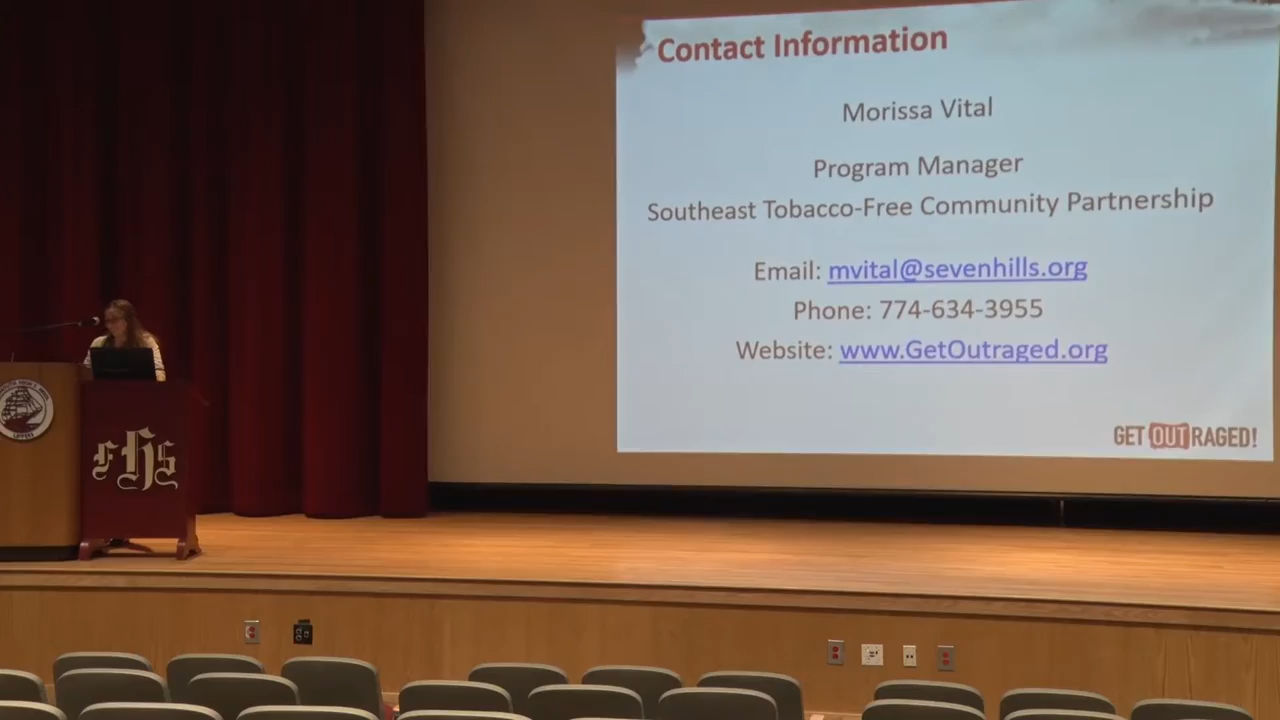 Contact Information
Morissa Vital
Program Manager
Southeast Tobacco-Free Community Partnership
Email: mvital@sevenhills.org
Phone: 774-634-3955
Website: www.GetOutraged.org
GET OUTRAGED!
FHS